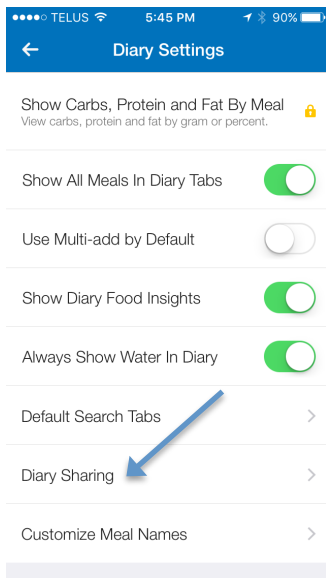 TELUS 5:45 PM 90%
Diary Settings
Show Carbs, Protein and Fat By Meal
View carbs, protein and fat by gram or percent.
Show All Meals In Diary Tabs
Use Multi-add by Default
Show Diary Food Insights
Always Show Water In Diary
Default Search Tabs
Diary Sharing
Customize Meal Names